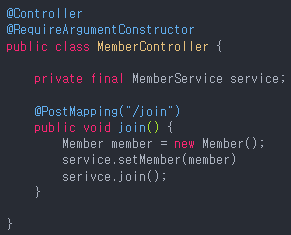 @Controller
@RequireArgumentConstructor
public class MemberController {
private final MemberService service;
@PostMapping("/join")
public void join() {
Member member = new Member();
service.setMember(member)
serivce.join();
}
}